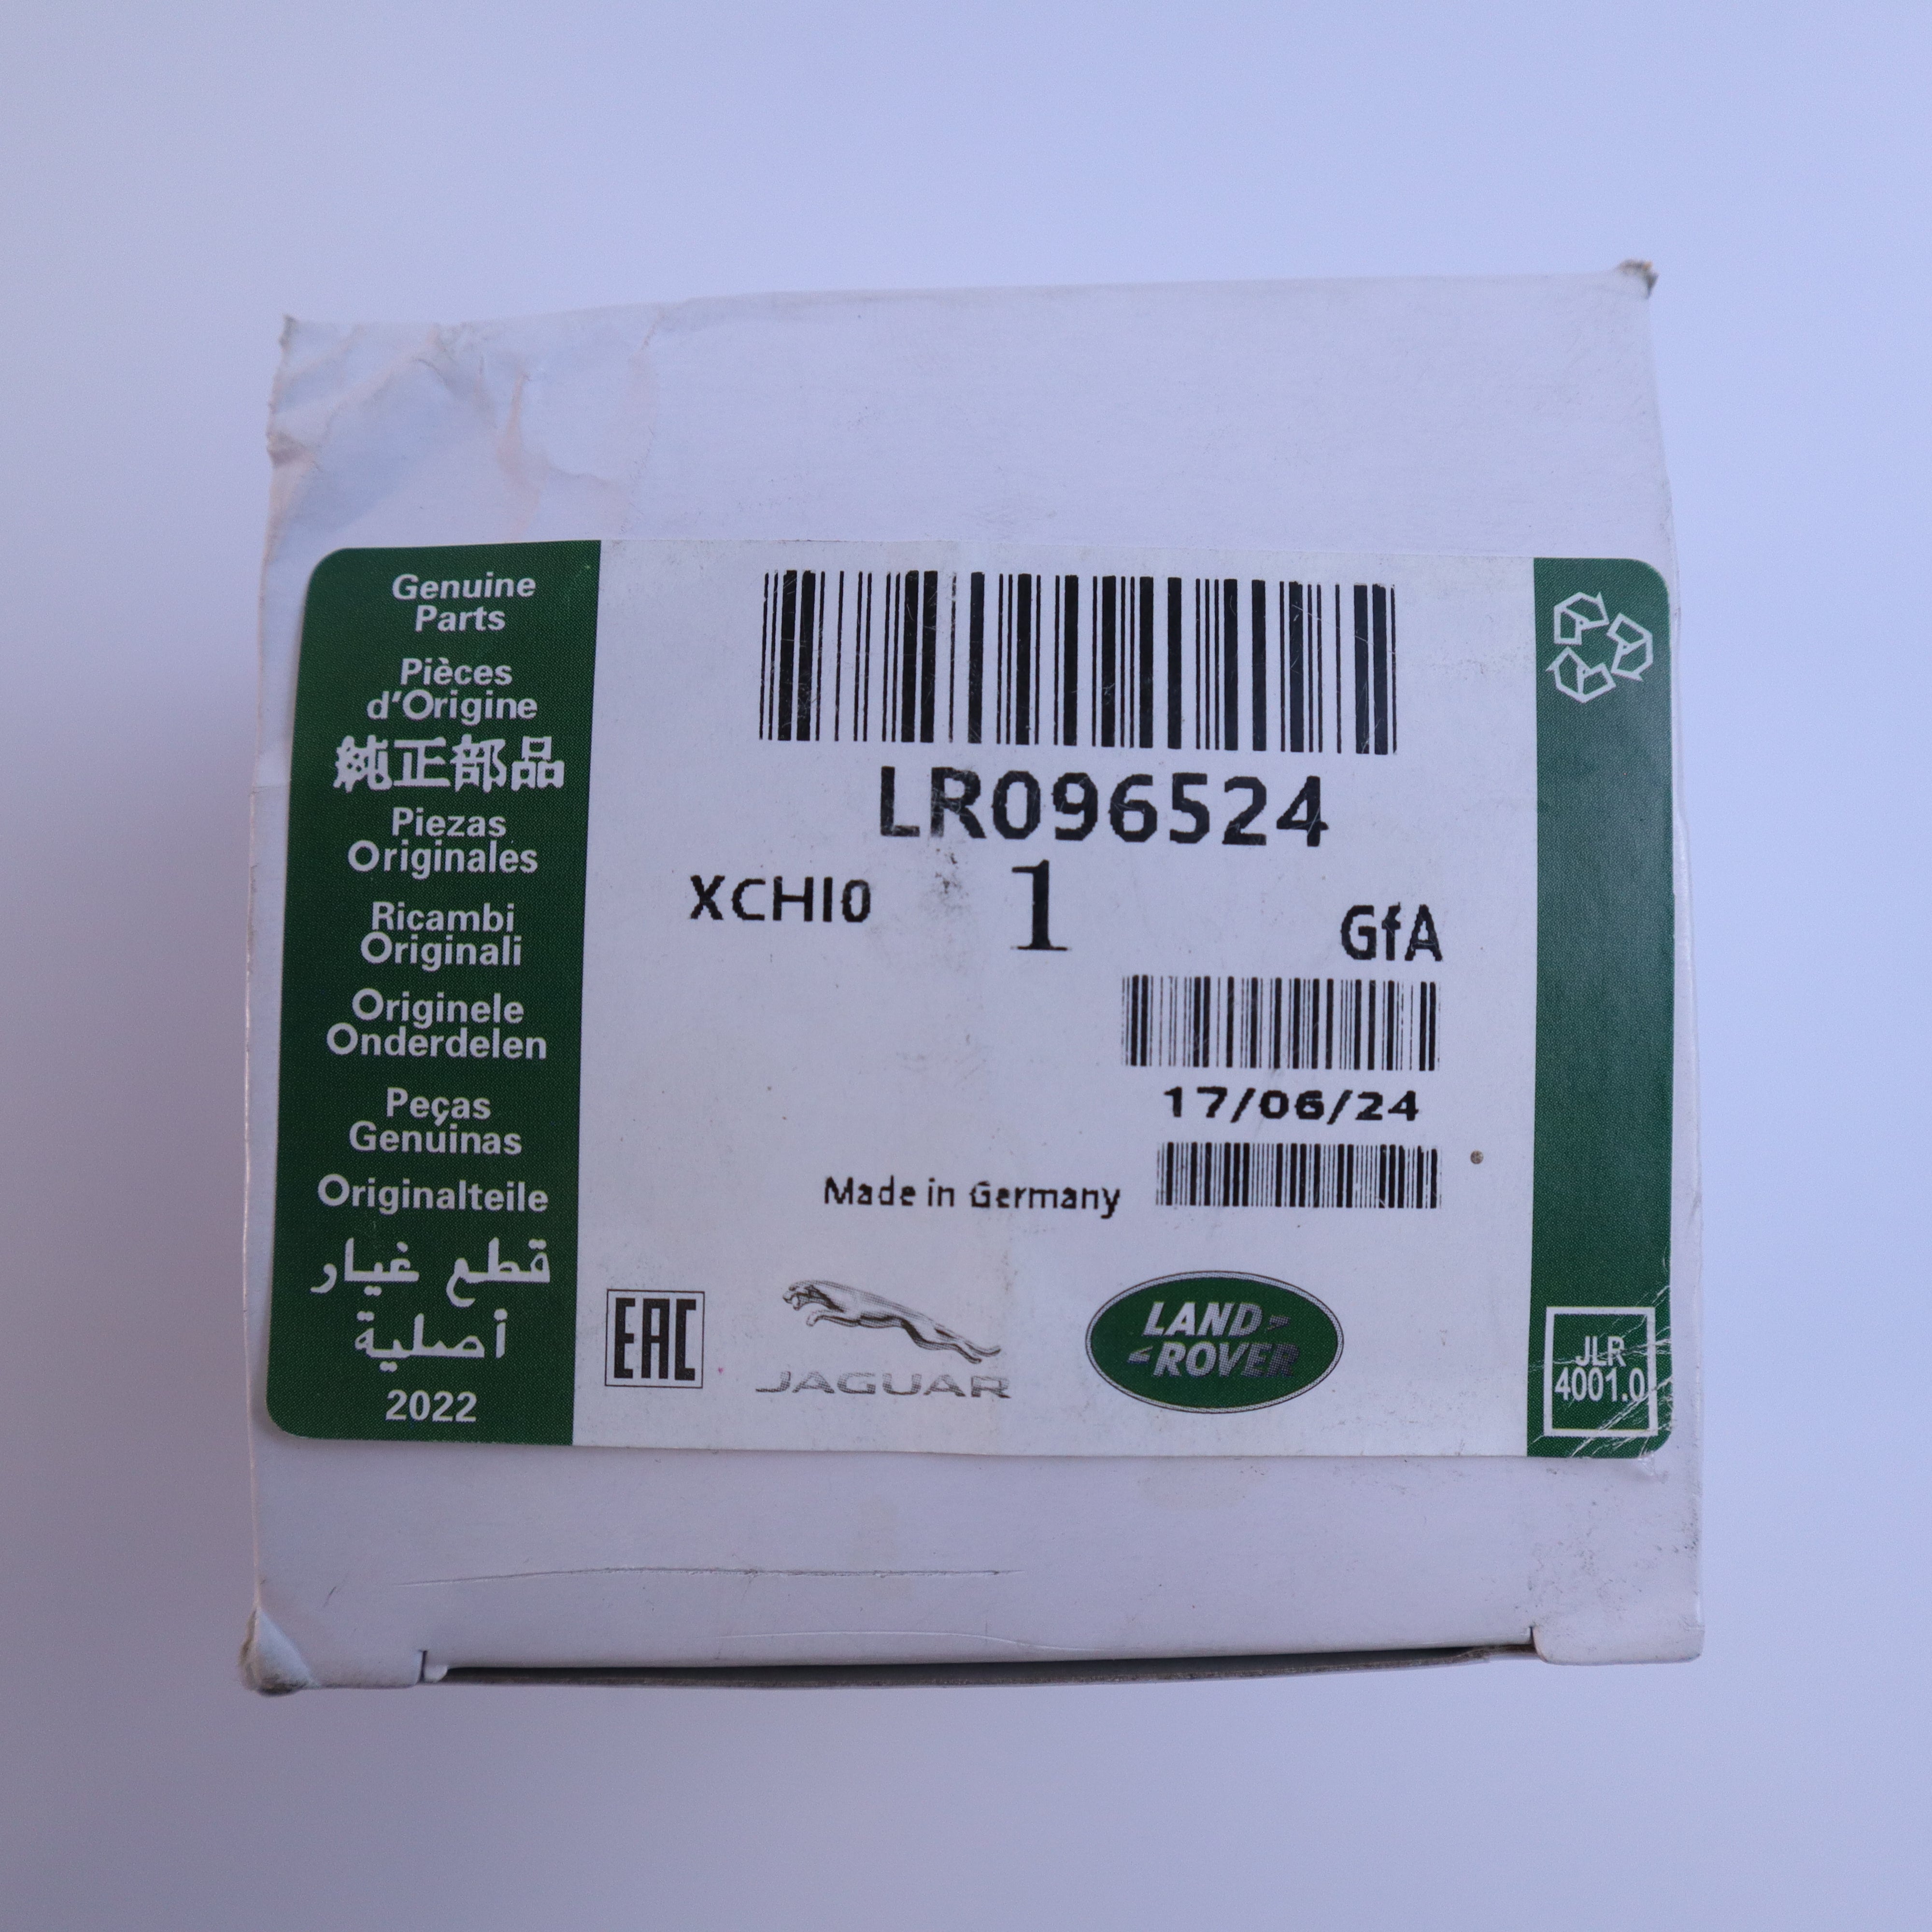 Genuine
Parts
Pièces
d'Origine
純正部品
Piezas
Originales
Ricambi
Originali
Originele
Onderdelen
Peças
Genuinas
Originalteile
قطع غيار
أصلية
2022
LR096524
XCHI0 1 GfA
17/06/24
Made in Germany
EAC
JAGUAR
LAND
ROVER
JLR
4001.0